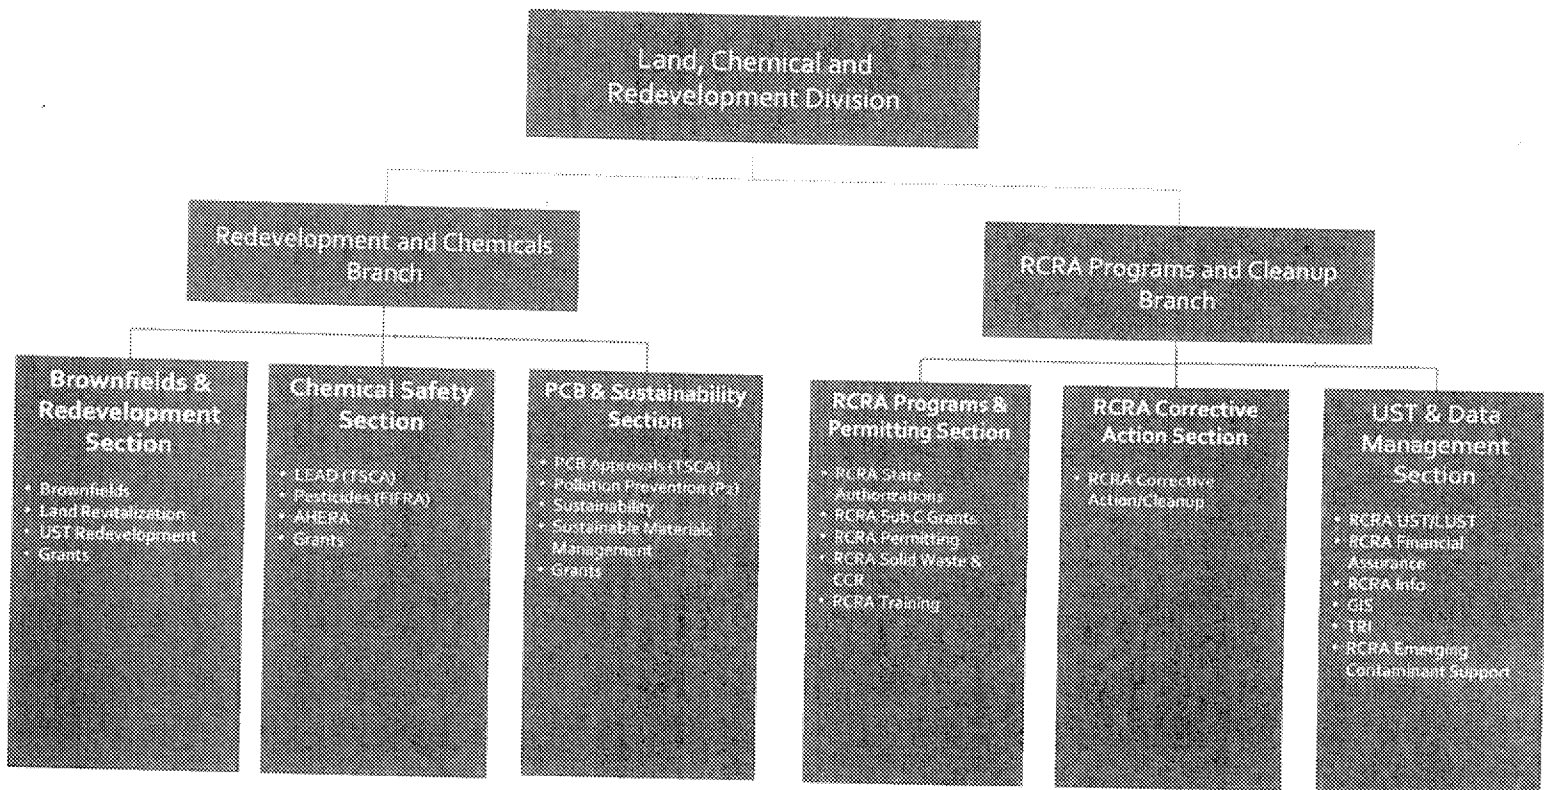 Land, Chemical and
Redevelopment Division
Redevelopment and Chemicals
Branch
RCRA Programs and Cleanup
Branch
Brownfields &
Redevelopment
Section
• Brownfields
• Land Revitalization
• UST Redevelopment
• Grants
Chemical Safety
Section
• LEAD (TSCA)
• Pesticides (FIFRA)
• AHERA
• Grants
PCB & Sustainability
Section
• PCB Approvals (TSCA)
• Pollution Prevention (P2)
• Sustainability
• Sustainable Materials
Management
• Grants
RCRA Programs &
Permitting Section
• RCRA State
Authorizations
• RCRA Sub C Grants
• RCRA Permitting
• RCRA Solid Waste &
CCR
• RCRA Training
RCRA Corrective
Action Section
• RCRA Corrective
Action/Cleanup
UST & Data
Management
Section
• RCRA UST/LUST
• RCRA Financial
Assurance
• RCRA Info
• GIS
• TRI
• RCRA Emerging
Contaminant Support